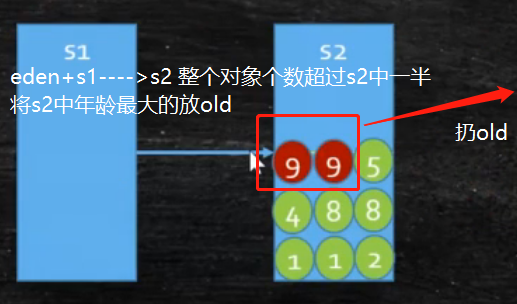 S1
S2
eden+s1---->s2 整个对象个数超过s2中一半
将s2中年龄最大的放old
扔old
9 9 5
4 8 8
1 1 2